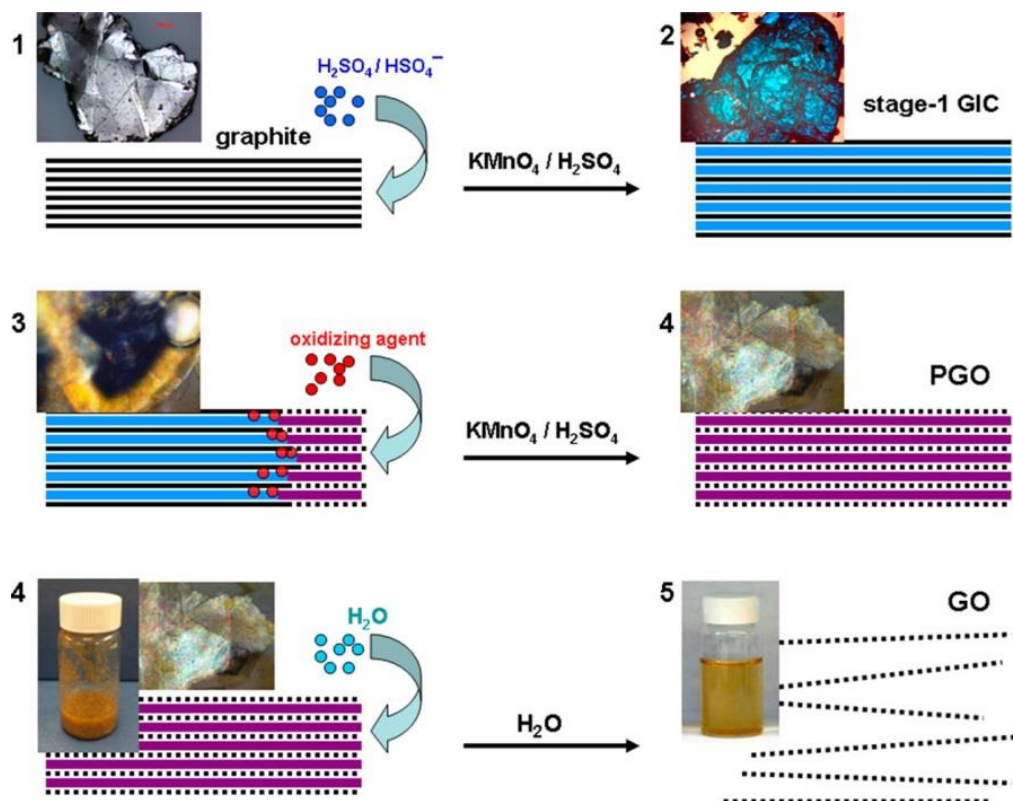 1
H₂SO₄ / HSO₄⁻
graphite
KMnO₄ / H₂SO₄
2
stage-1 GIC
3
oxidizing agent
KMnO₄ / H₂SO₄
4
PGO
4
H₂O
H₂O
5
GO